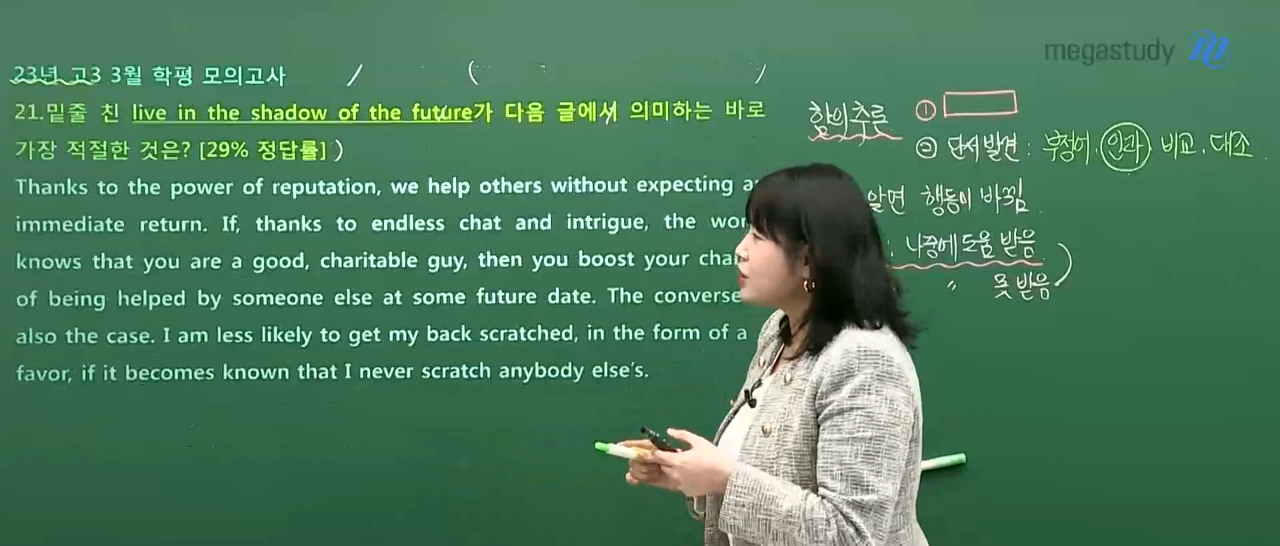 megastudy
23년 고3 3월 학평 모의고사
21.밑줄 친 live in the shadow of the future가 다음 글에서 의미하는 바로
가장 적절한 것은? [29% 정답률]
Thanks to the power of reputation, we help others without expecting
immediate return. If, thanks to endless chat and intrigue, the
knows that you are a good, charitable guy, then you boost your
of being helped by someone else at some future date. The converse
also the case. I am less likely to get my back scratched, in the form of a
favor, if it becomes known that I never scratch anybody else's.
함의추론 ①
② 단서발견 : 부정어. 인과 비교. 대조
알면 행동이 바뀜
: 나중에 도움 받음
〃 못 받음